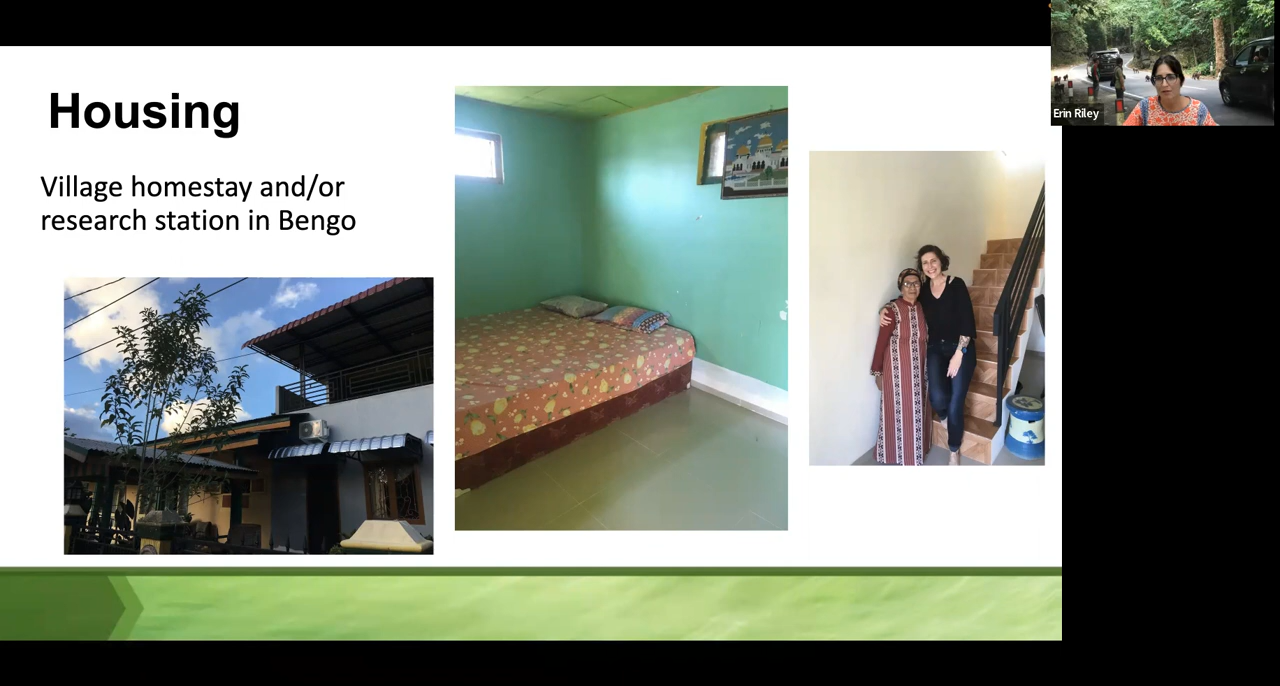 Housing
Village homestay and/or
research station in Bengo
Erin Riley